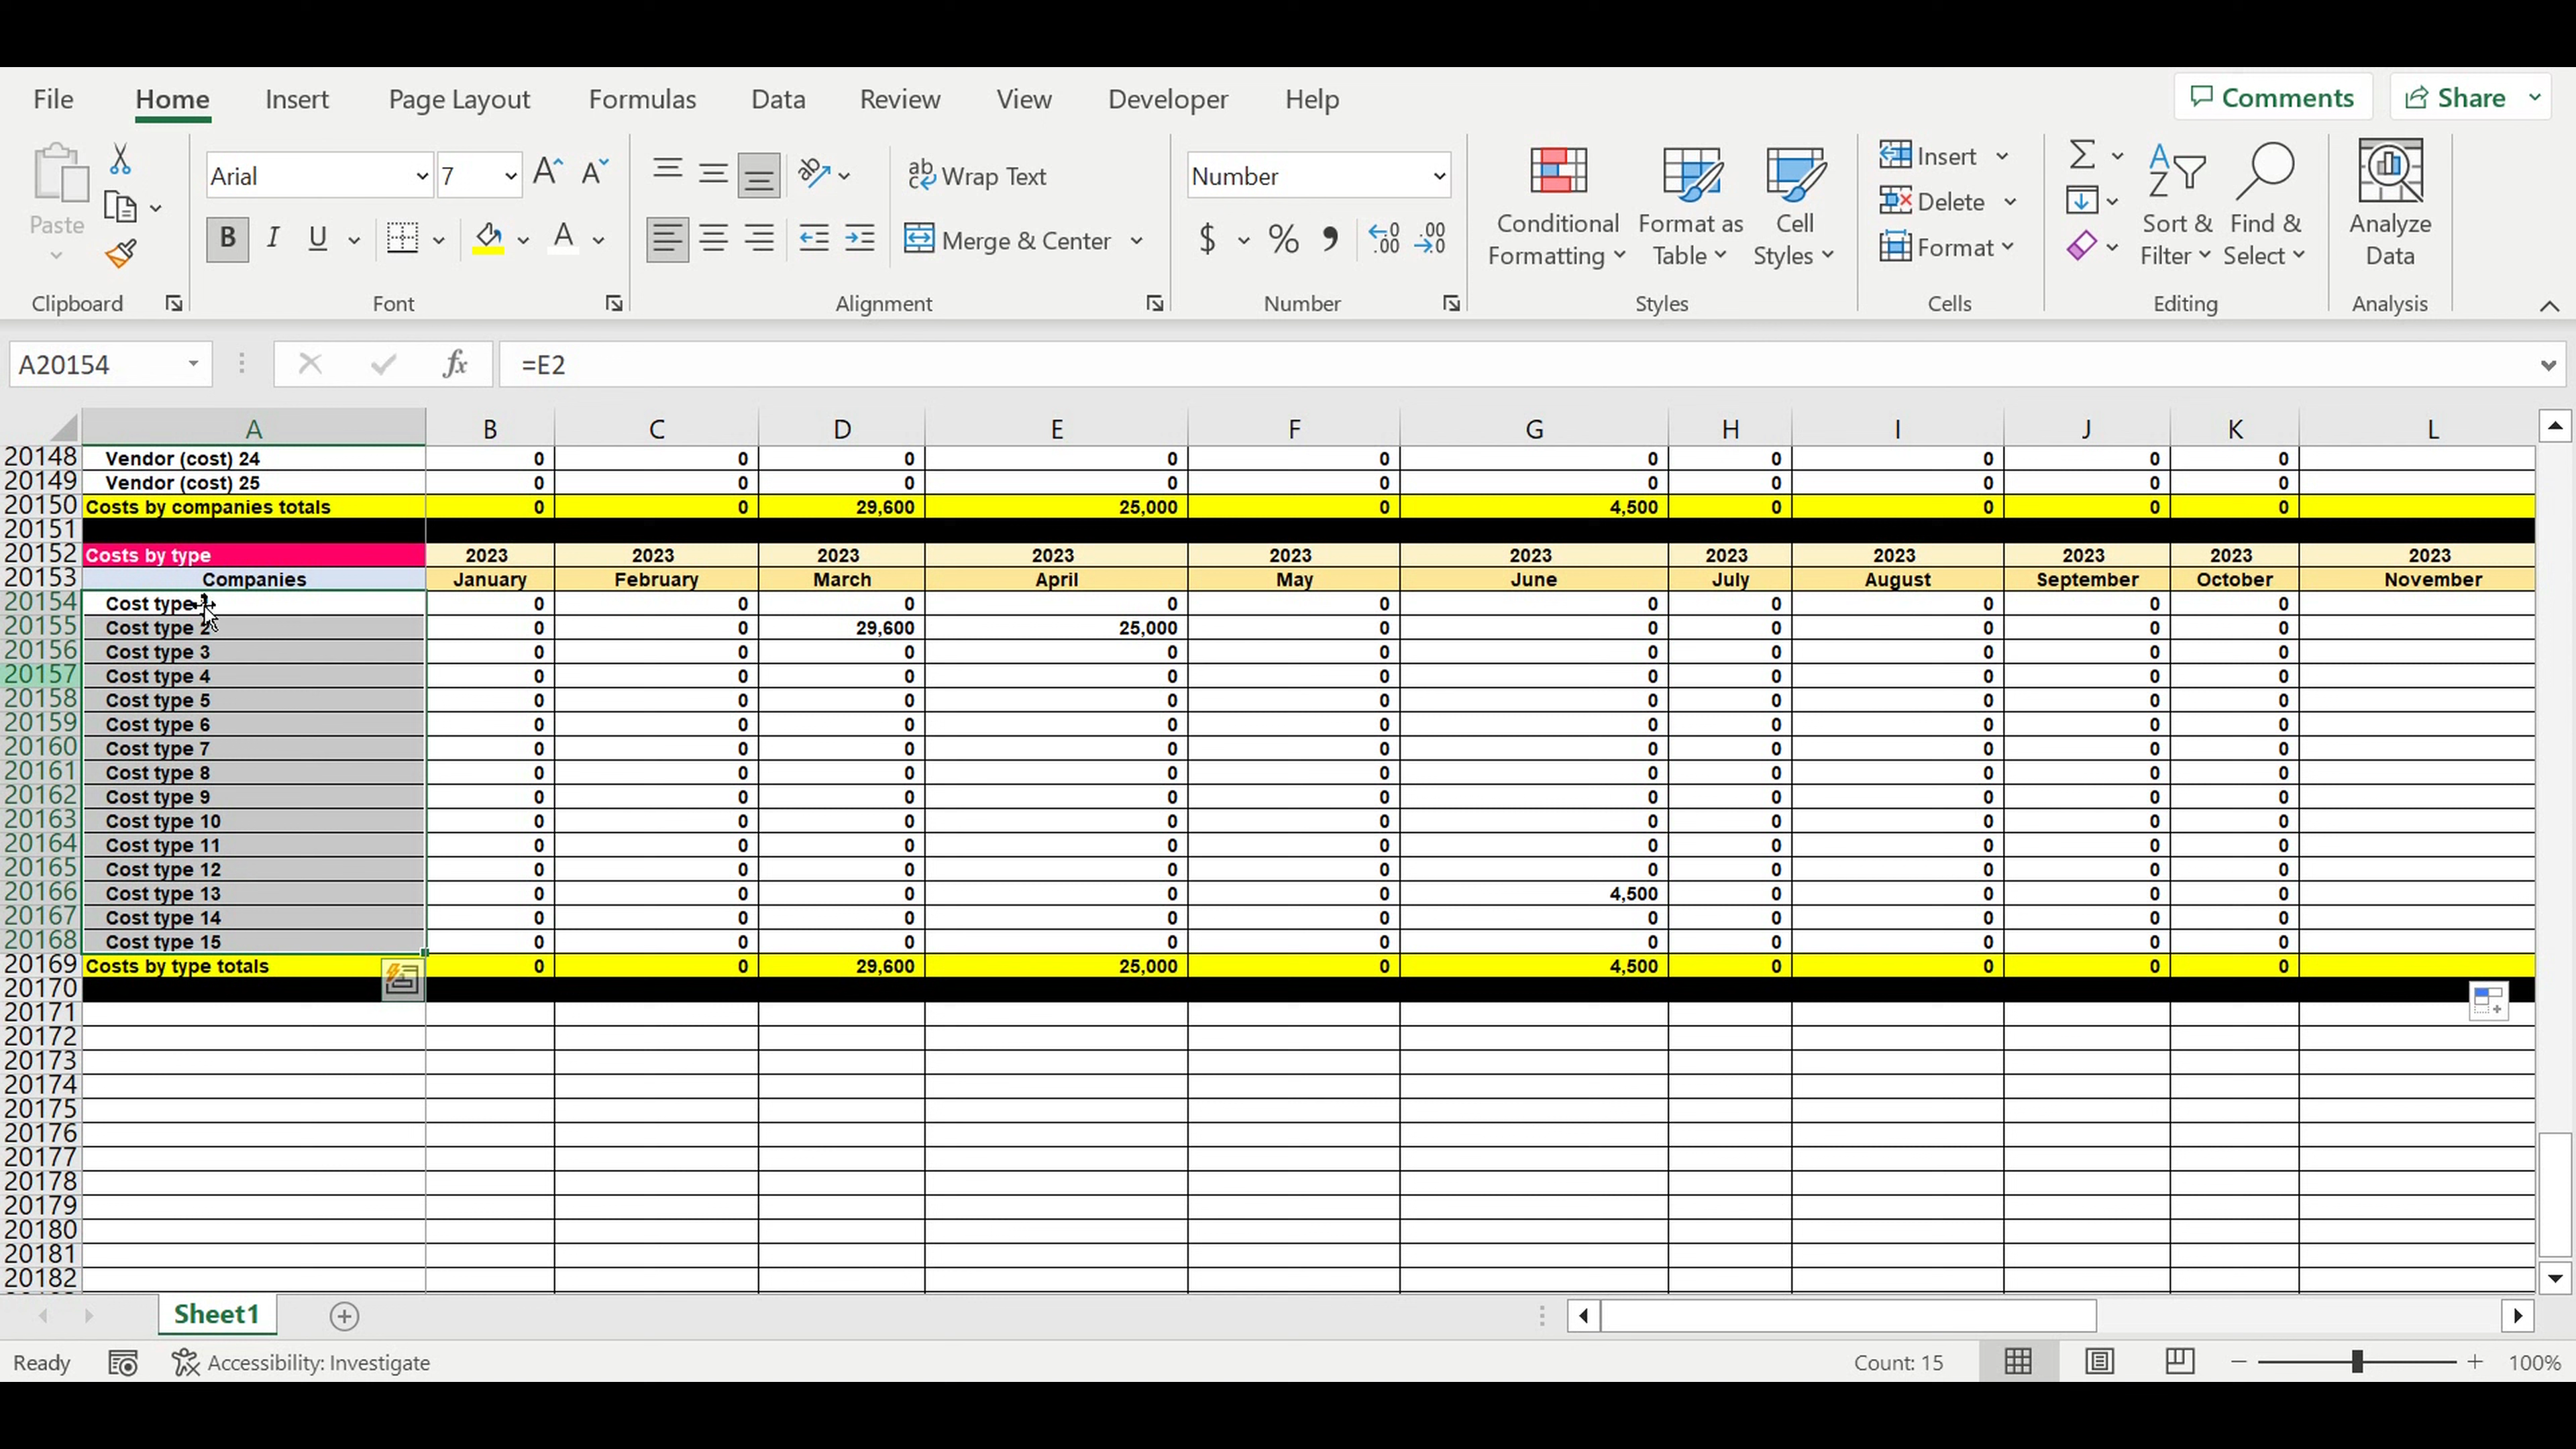 File Home Insert Page Layout Formulas Data Review View Developer Help Comments Share
Arial 7 ab Wrap Text Number Insert
Paste Conditional Format as Cell Delete Sort & Find & Analyze
B I U A Merge & Center $ % Formatting Table Styles Format Filter Select Data
Clipboard Font Alignment Number Styles Cells Editing Analysis
A20154 fx =E2
A B C D E F G H I J K L
20148 Vendor (cost) 24 0 0 0 0 0 0 0 0 0 0
20149 Vendor (cost) 25 0 0 0 0 0 0 0 0 0 0
20150 Costs by companies totals 0 0 29,600 25,000 0 4,500 0 0 0 0
20151
20152 Costs by type 2023 2023 2023 2023 2023 2023 2023 2023 2023 2023 2023
20153 Companies January February March April May June July August September October November
20154 Cost type 0 0 0 0 0 0 0 0 0 0
20155 Cost type 2 0 0 29,600 25,000 0 0 0 0 0 0
20156 Cost type 3 0 0 0 0 0 0 0 0 0 0
20157 Cost type 4 0 0 0 0 0 0 0 0 0 0
20158 Cost type 5 0 0 0 0 0 0 0 0 0 0
20159 Cost type 6 0 0 0 0 0 0 0 0 0 0
20160 Cost type 7 0 0 0 0 0 0 0 0 0 0
20161 Cost type 8 0 0 0 0 0 0 0 0 0 0
20162 Cost type 9 0 0 0 0 0 0 0 0 0 0
20163 Cost type 10 0 0 0 0 0 0 0 0 0 0
20164 Cost type 11 0 0 0 0 0 0 0 0 0 0
20165 Cost type 12 0 0 0 0 0 0 0 0 0 0
20166 Cost type 13 0 0 0 0 0 4,500 0 0 0 0
20167 Cost type 14 0 0 0 0 0 0 0 0 0 0
20168 Cost type 15 0 0 0 0 0 0 0 0 0 0
20169 Costs by type totals 0 0 29,600 25,000 0 4,500 0 0 0 0
20170
20171
20172
20173
20174
20175
20176
20177
20178
20179
20180
20181
20182
Sheet1
Ready Accessibility: Investigate Count: 15 100%